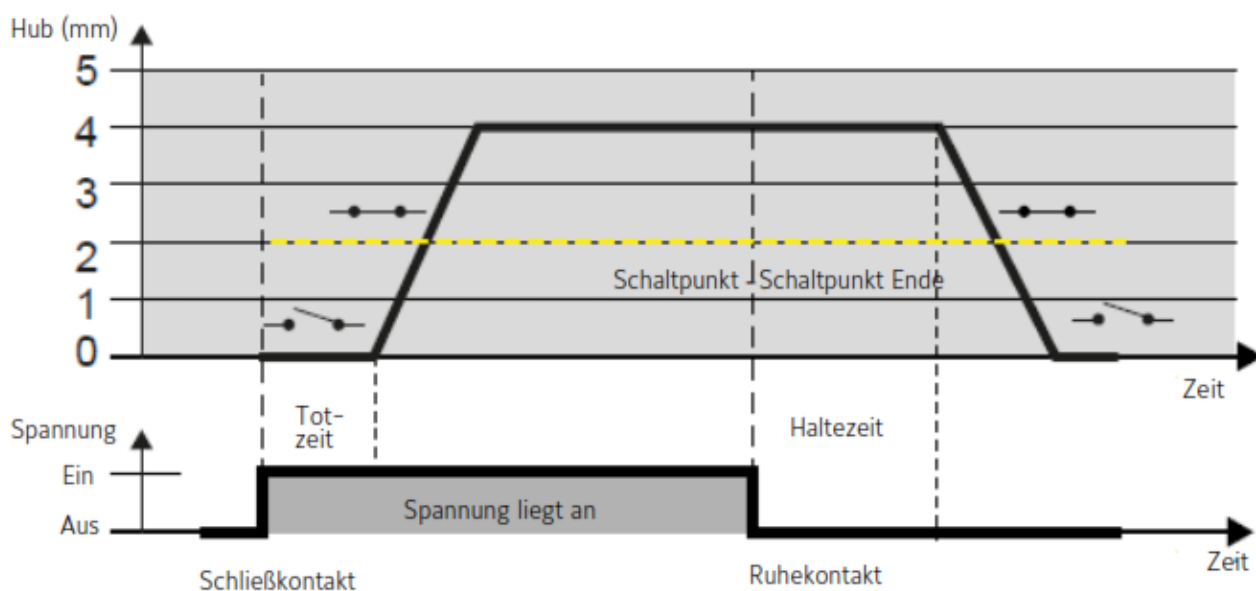 Hub (mm)
5
4
3
2
Schaltpunkt - Schaltpunkt Ende
1
0
Zeit
Tot-
zeit
Haltezeit
Spannung
Ein
Spannung liegt an
Aus
Zeit
Schließkontakt
Ruhekontakt